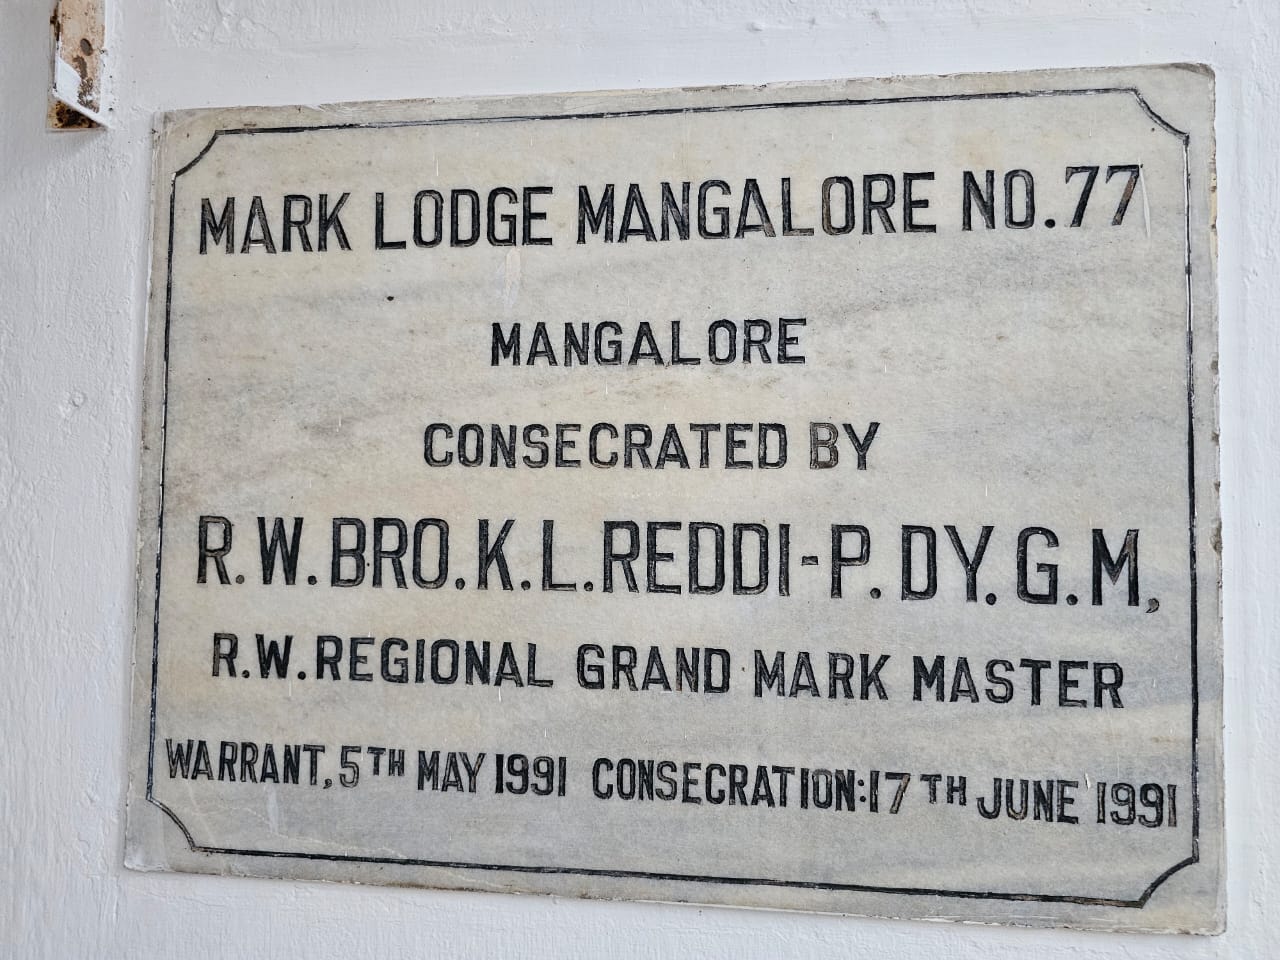 MARK LODGE MANGALORE NO.77
MANGALORE
CONSECRATED BY
R.W.BRO.K.L.REDDI-P.DY.G.M,
R.W.REGIONAL GRAND MARK MASTER
WARRANT,5TH MAY 1991 CONSECRATION:17TH JUNE 1991